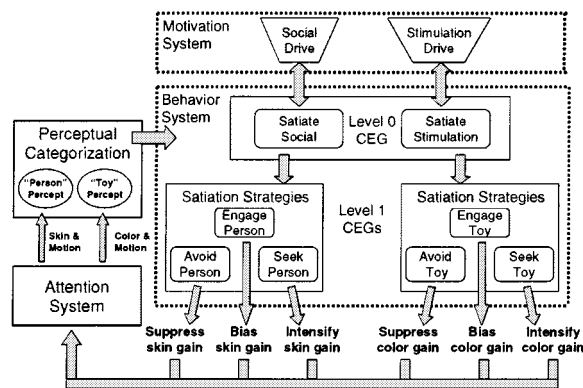 Motivation
System
Social
Drive
Stimulation
Drive
Behavior
System
Satiate
Social
Level 0
CEG
Satiate
Stimulation
Perceptual
Categorization
"Person"
Percept
"Toy"
Percept
Skin &
Motion
Color &
Motion
Attention
System
Satiation Strategies
Engage
Person
Avoid
Person
Seek
Person
Level 1
CEGs
Satiation Strategies
Engage
Toy
Avoid
Toy
Seek
Toy
Suppress
skin gain
Bias
skin gain
Intensify
skin gain
Suppress
color gain
Bias
color gain
Intensify
color gain